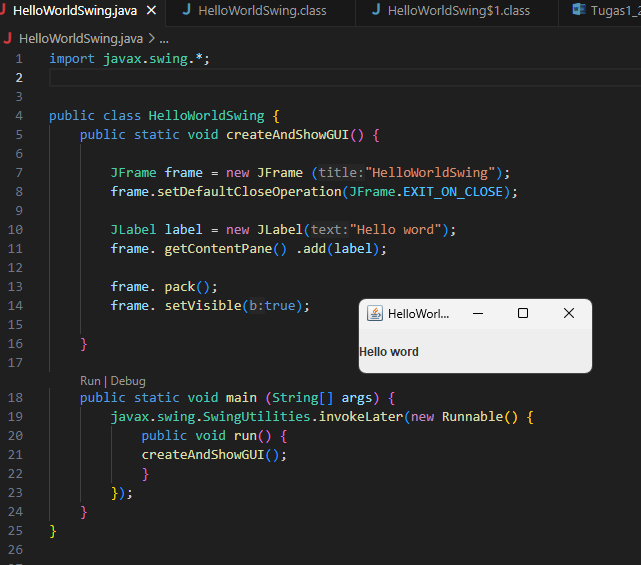 HelloWorldSwing.java HelloWorldSwing.class HelloWorldSwing$1.class Tugas1_2
HelloWorldSwing.java > ...
1 import javax.swing.*;
2
3
4 public class HelloWorldSwing {
5 public static void createAndShowGUI() {
6
7 JFrame frame = new JFrame (title:"HelloWorldSwing");
8 frame.setDefaultCloseOperation(JFrame.EXIT_ON_CLOSE);
9
10 JLabel label = new JLabel(text:"Hello word");
11 frame. getContentPane() .add(label);
12
13 frame. pack();
14 frame. setVisible(b:true);
15
16 }
17
HelloWorl...
Hello word
Run | Debug
18 public static void main (String[] args) {
19 javax.swing.SwingUtilities.invokeLater(new Runnable() {
20 public void run() {
21 createAndShowGUI();
22 }
23 });
24 }
25 }
26